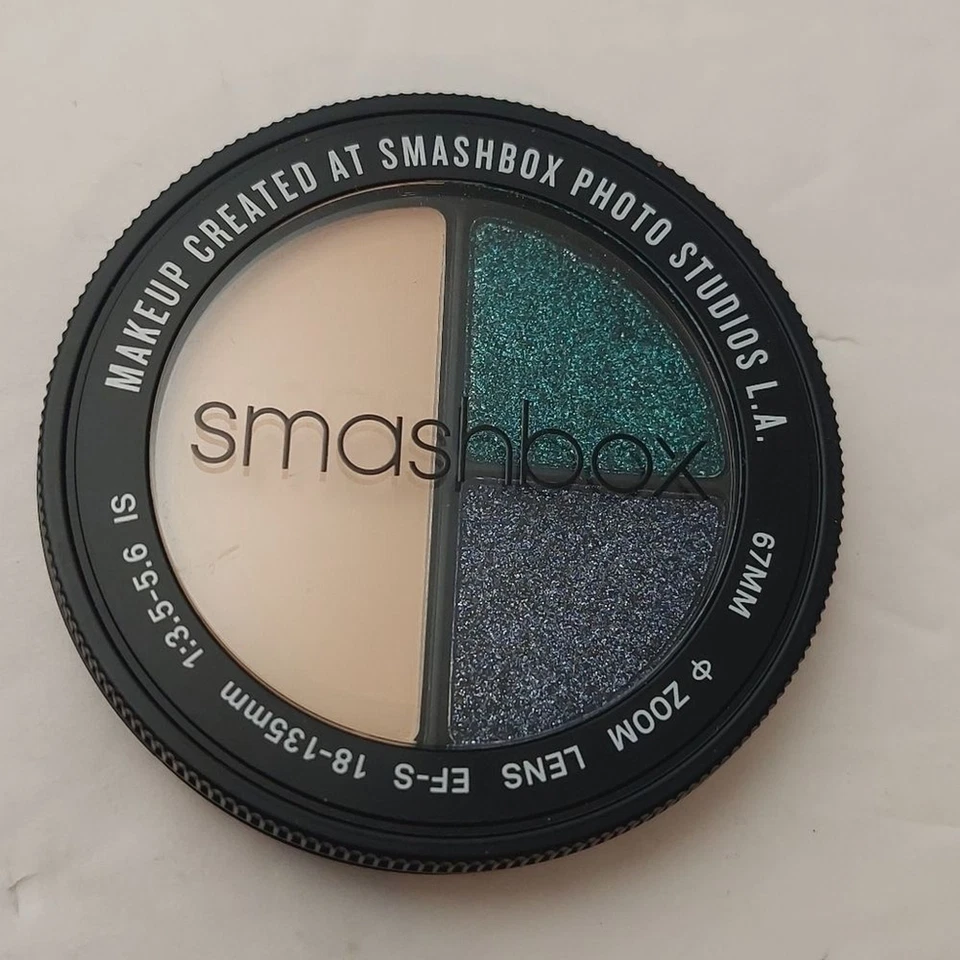 MAKEUP CREATED AT SMASHBOX PHOTO STUDIOS L.A.
smashbox
67MM φ ZOOM LENS EF-S 18-135mm 1:3.5-5.6 IS